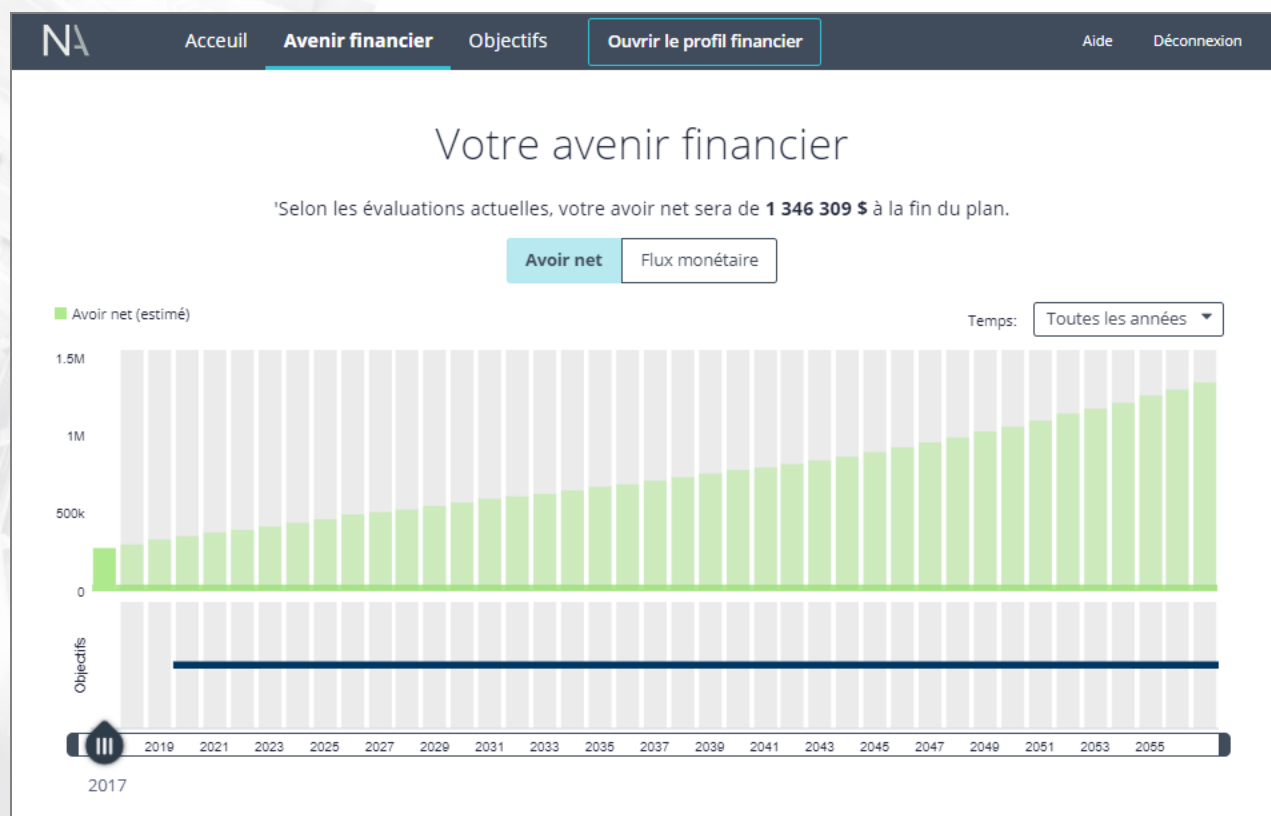 NA Acceuil Avenir financier Objectifs Ouvrir le profil financier Aide Déconnexion
Votre avenir financier
'Selon les évaluations actuelles, votre avoir net sera de 1 346 309 $ à la fin du plan.
Avoir net Flux monétaire
Avoir net (estimé)
Temps: Toutes les années
1.5M
1M
500k
0
Objectifs
2019 2021 2023 2025 2027 2029 2031 2033 2035 2037 2039 2041 2043 2045 2047 2049 2051 2053 2055
2017